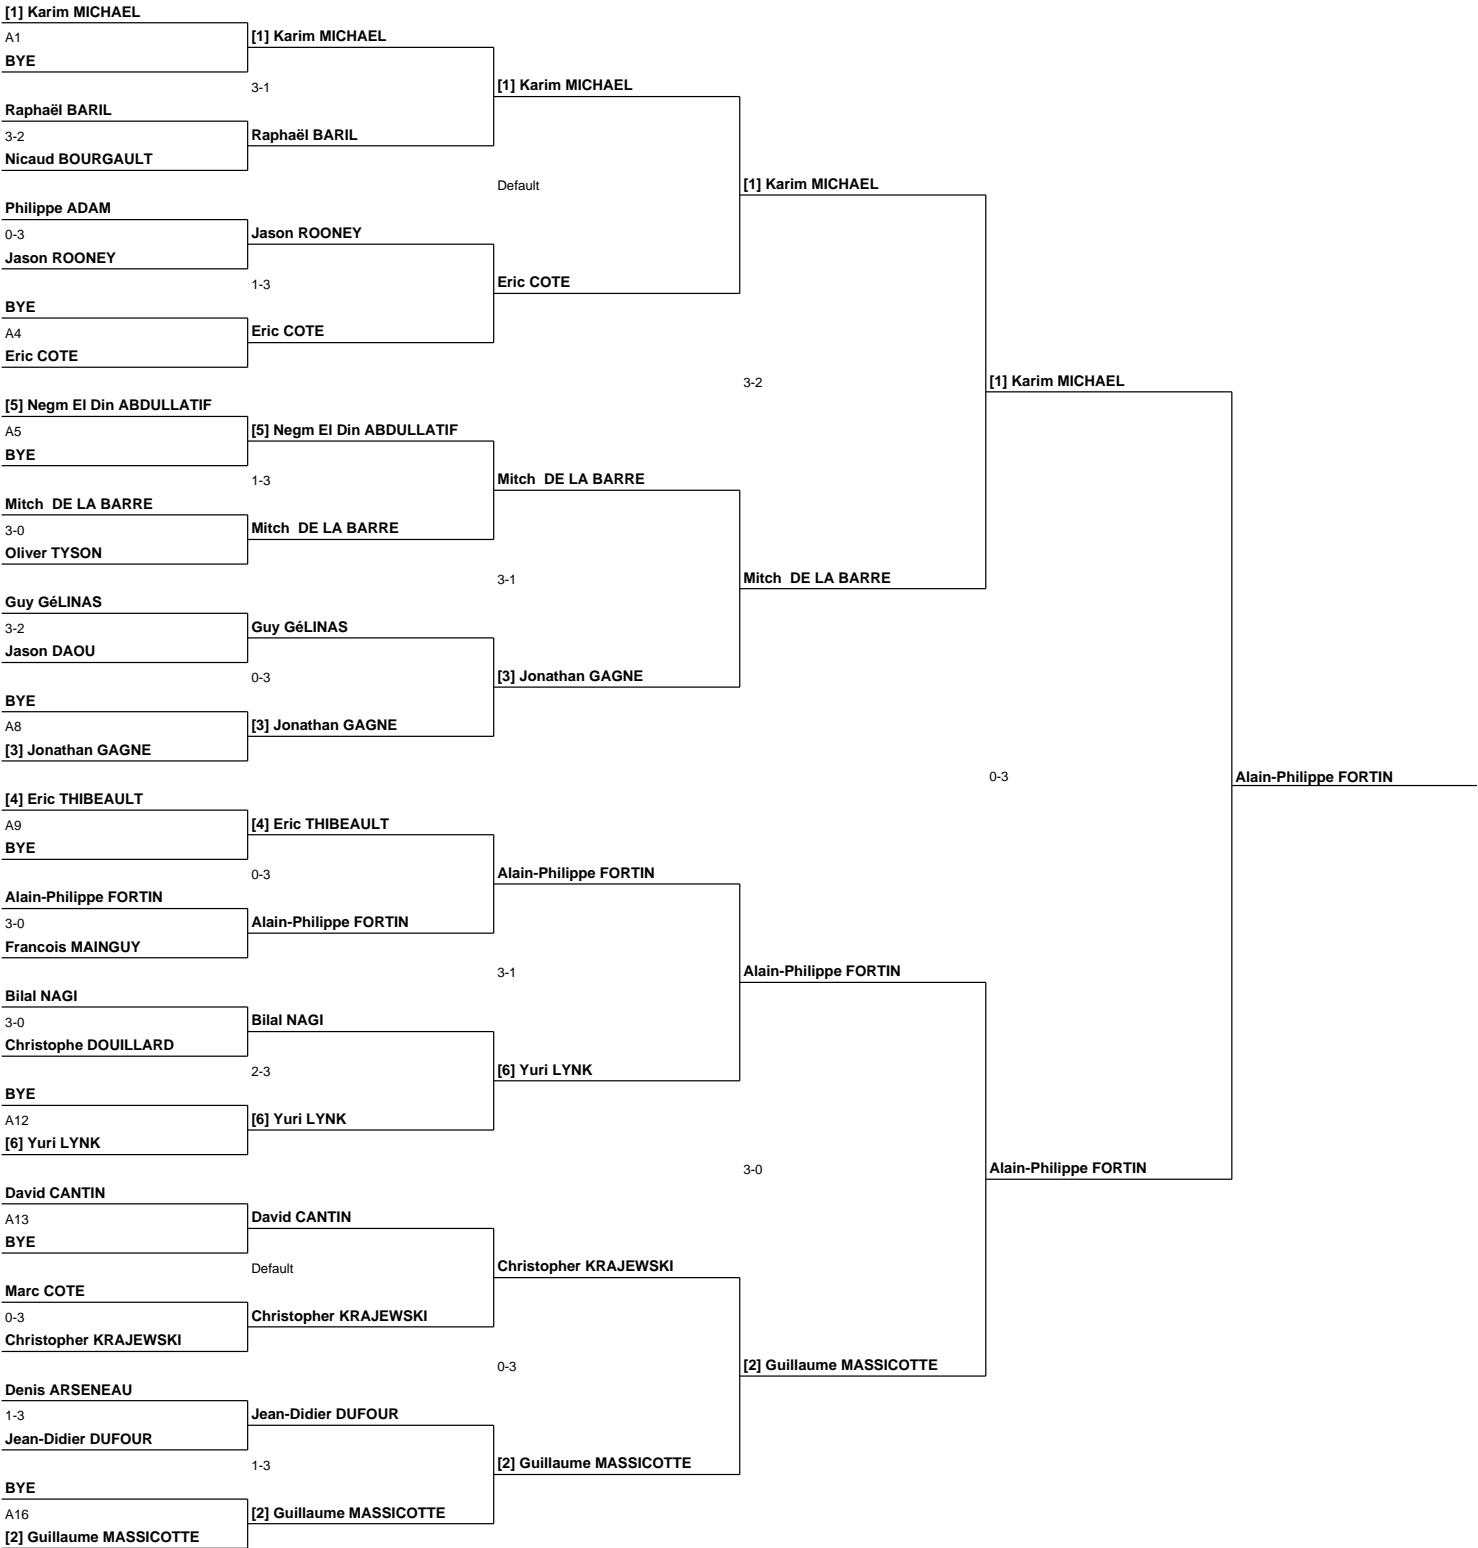 [1] Karim MICHAEL
A1
BYE
Raphaël BARIL
3-2
Nicaud BOURGAULT
Philippe ADAM
0-3
Jason ROONEY
BYE
A4
Eric COTE
[5] Negm El Din ABDULLATIF
A5
BYE
Mitch  DE LA BARRE
3-0
Oliver TYSON
Guy GéLINAS
3-2
Jason DAOU
BYE
A8
[3] Jonathan GAGNE
[4] Eric THIBEAULT
A9
BYE
Alain-Philippe FORTIN
3-0
Francois MAINGUY
Bilal NAGI
3-0
Christophe DOUILLARD
BYE
A12
[6] Yuri LYNK
David CANTIN
A13
BYE
Marc COTE
0-3
Christopher KRAJEWSKI
Denis ARSENEAU
1-3
Jean-Didier DUFOUR
BYE
A16
[2] Guillaume MASSICOTTE
[1] Karim MICHAEL
3-1
Raphaël BARIL
Jason ROONEY
1-3
Eric COTE
[5] Negm El Din ABDULLATIF
1-3
Mitch  DE LA BARRE
Guy GéLINAS
0-3
[3] Jonathan GAGNE
[4] Eric THIBEAULT
0-3
Alain-Philippe FORTIN
Bilal NAGI
2-3
[6] Yuri LYNK
David CANTIN
Default
Christopher KRAJEWSKI
Jean-Didier DUFOUR
1-3
[2] Guillaume MASSICOTTE
[1] Karim MICHAEL
Default
Eric COTE
Mitch  DE LA BARRE
3-1
[3] Jonathan GAGNE
Alain-Philippe FORTIN
3-1
[6] Yuri LYNK
Christopher KRAJEWSKI
0-3
[2] Guillaume MASSICOTTE
[1] Karim MICHAEL
3-2
Mitch  DE LA BARRE
Alain-Philippe FORTIN
3-0
[2] Guillaume MASSICOTTE
[1] Karim MICHAEL
0-3
Alain-Philippe FORTIN
Alain-Philippe FORTIN